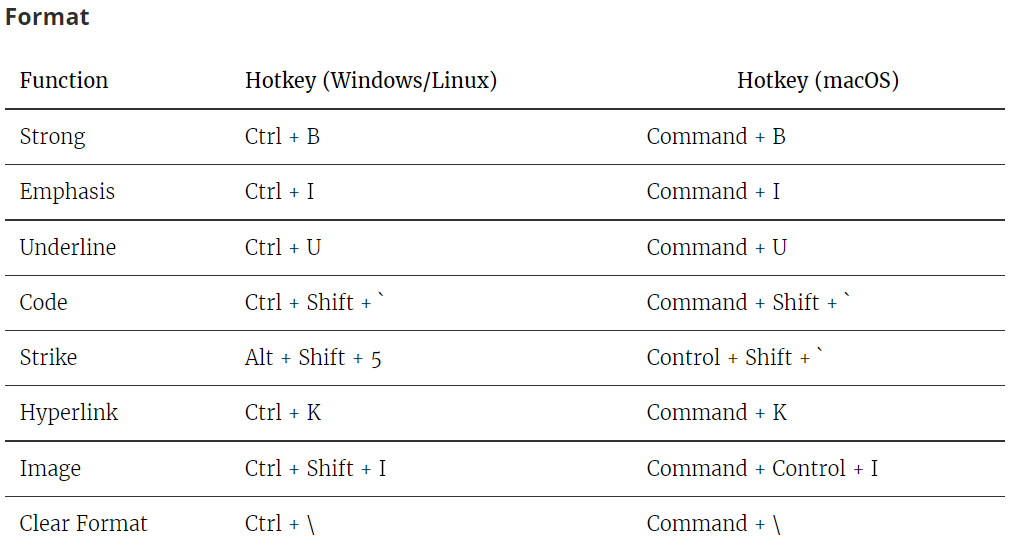 Format
Function Hotkey (Windows/Linux) Hotkey (macOS)
Strong Ctrl + B Command + B
Emphasis Ctrl + I Command + I
Underline Ctrl + U Command + U
Code Ctrl + Shift + ` Command + Shift + `
Strike Alt + Shift + 5 Control + Shift + `
Hyperlink Ctrl + K Command + K
Image Ctrl + Shift + I Command + Control + I
Clear Format Ctrl + \ Command + \